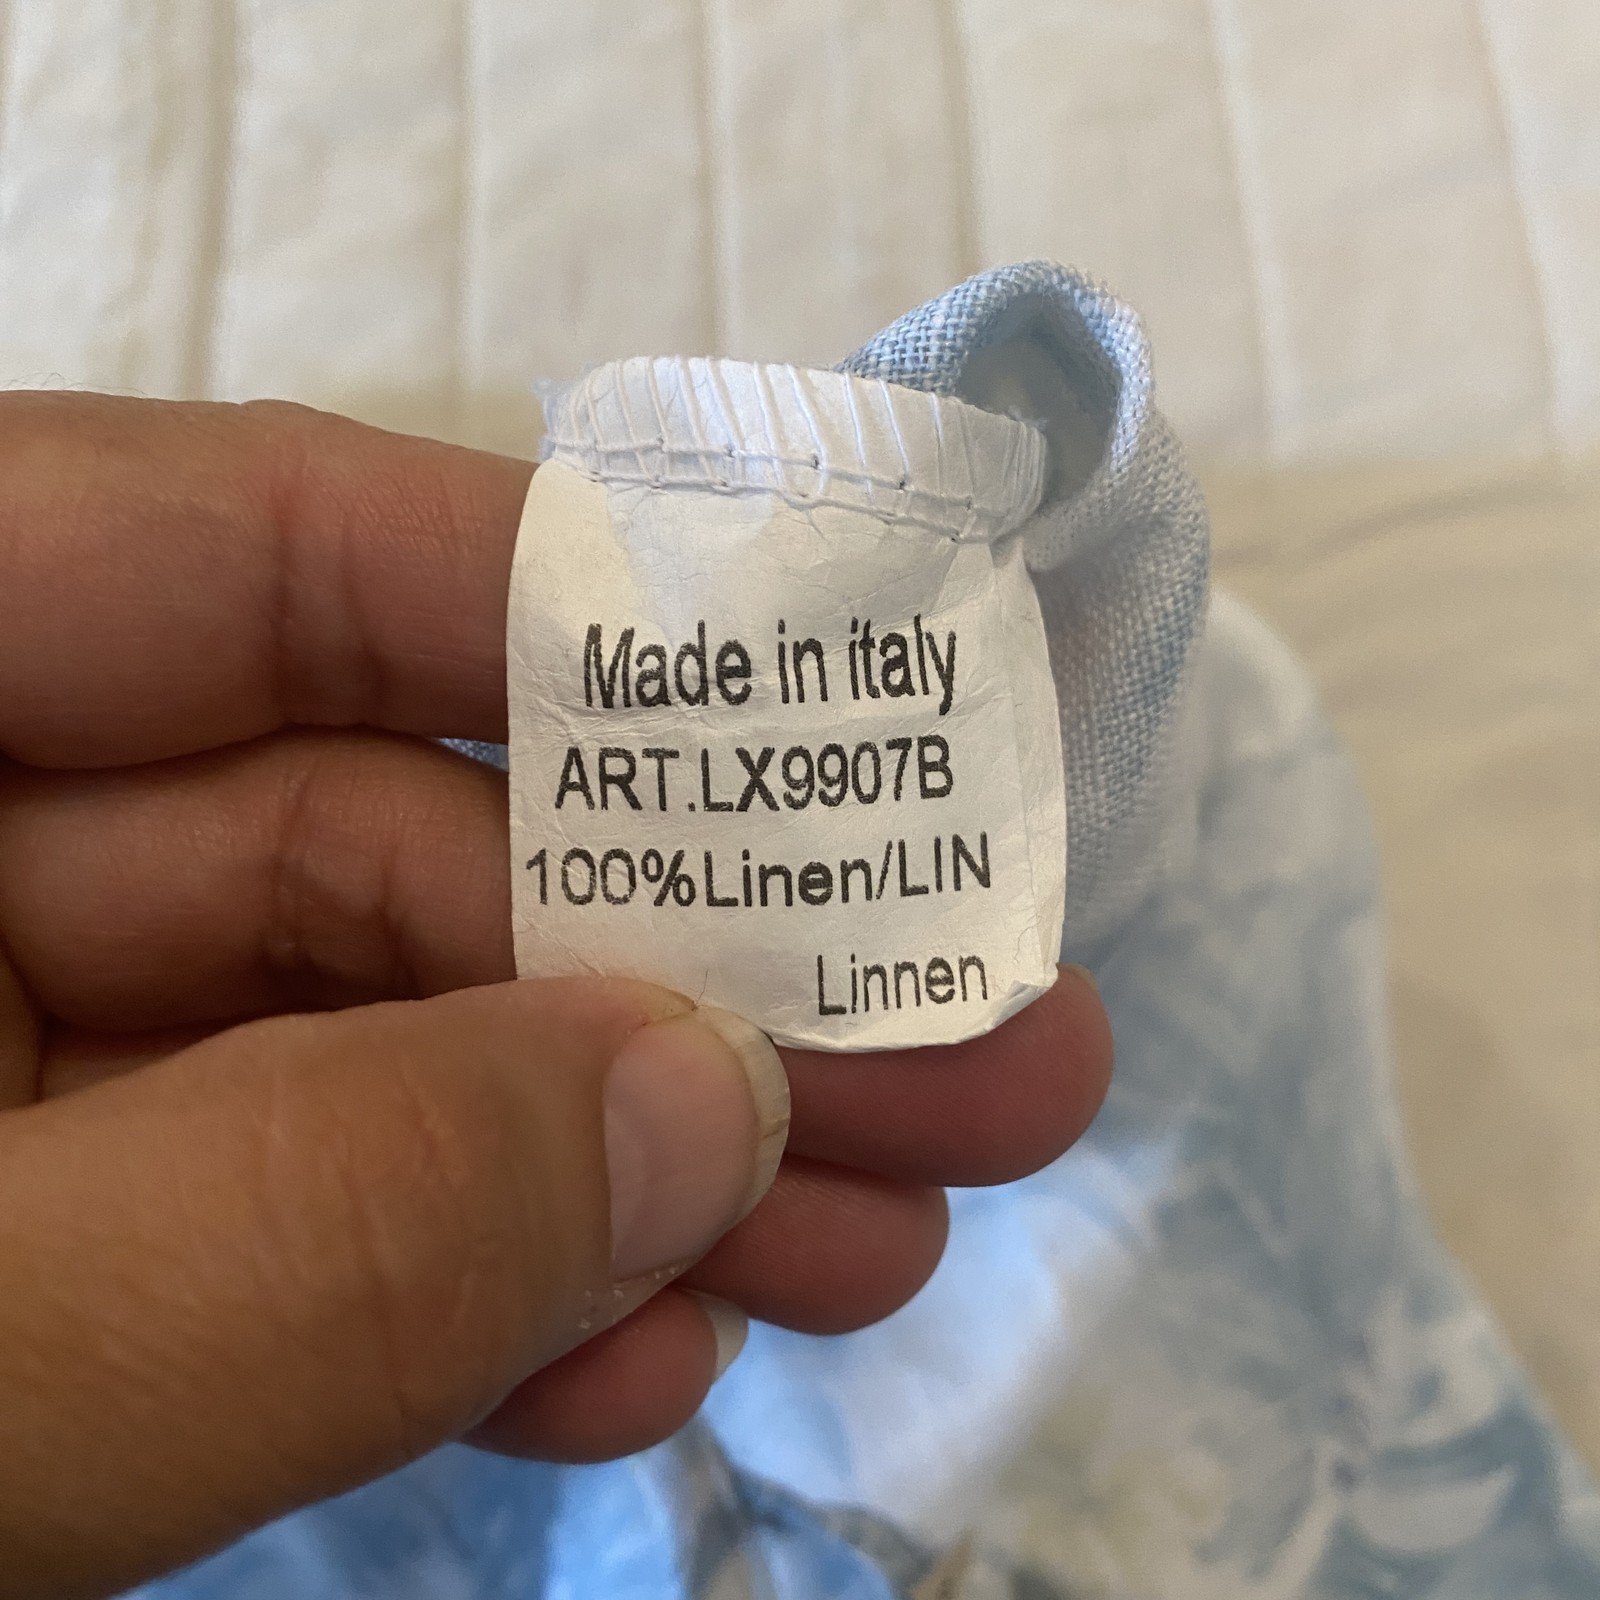 Made in italy
ART.LX9907B
100%Linen/LIN
Linnen